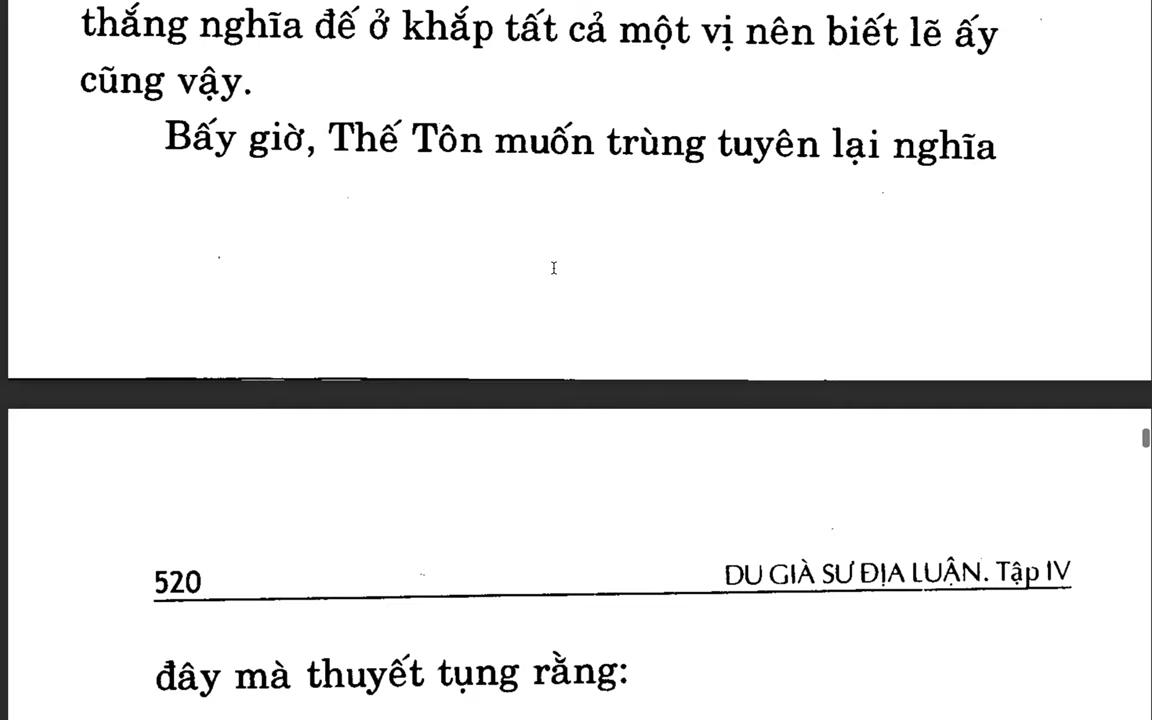 thắng nghĩa đế ở khắp tất cả một vị nên biết lẽ ấy
cũng vậy.
Bấy giờ, Thế Tôn muốn trùng tuyên lại nghĩa
520
DU GIÀ SƯ ĐỊA LUẬN. Tập IV
đây mà thuyết tụng rằng: